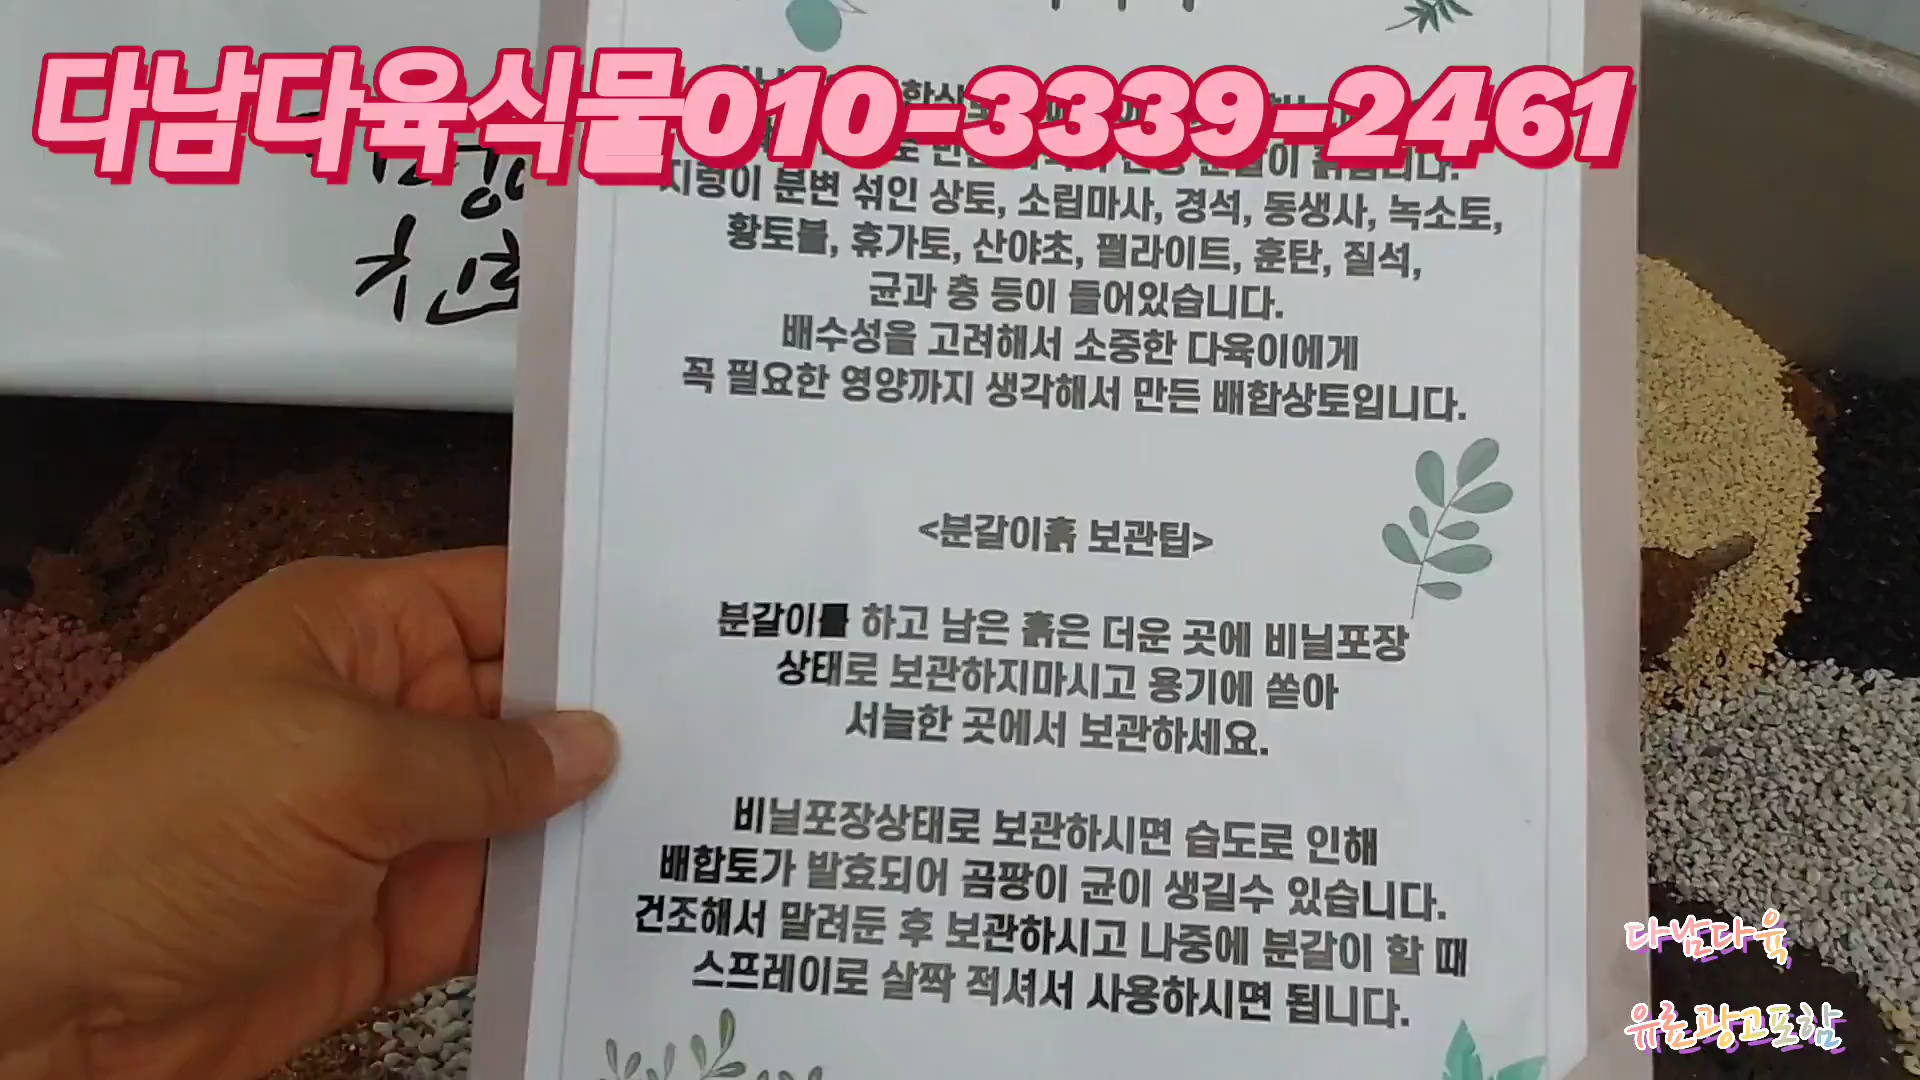 다남다육식물010-3339-2461
분갈이 흙입니다.
지렁이 분변 섞인 상토, 소립마사, 경석, 동생사, 녹소토,
황토볼, 휴가토, 산야초, 펄라이트, 훈탄, 질석,
균과 충 등이 들어있습니다.
배수성을 고려해서 소중한 다육이에게
꼭 필요한 영양까지 생각해서 만든 배합상토입니다.
<분갈이흙 보관팁>
분갈이를 하고 남은 흙은 더운 곳에 비닐포장
상태로 보관하지마시고 용기에 쏟아
서늘한 곳에서 보관하세요.
비닐포장상태로 보관하시면 습도로 인해
배합토가 발효되어 곰팡이 균이 생길수 있습니다.
건조해서 말려둔 후 보관하시고 나중에 분갈이 할 때
스프레이로 살짝 적셔서 사용하시면 됩니다.
다남다육
유료광고포함